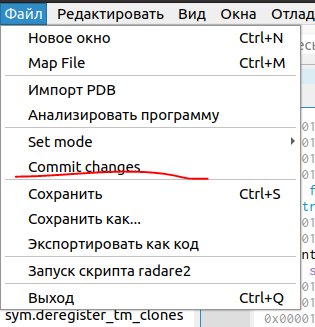 Файл Редактировать Вид Окна Отлад
Новое окно Ctrl+N
Map File Ctrl+M
Импорт PDB
Анализировать программу
Set mode
Commit changes
Сохранить Ctrl+S
Сохранить как...
Экспортировать как код
Запуск скрипта radare2
Выход Ctrl+Q
sym.deregister_tm_clones
0x00001